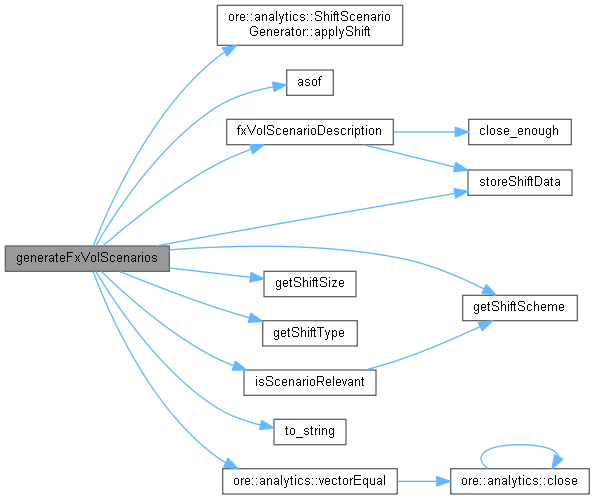 ore::analytics::ShiftScenario
Generator::applyShift
asof
fxVolScenarioDescription
close_enough
storeShiftData
generateFxVolScenarios
getShiftSize
getShiftScheme
getShiftType
isScenarioRelevant
to_string
ore::analytics::vectorEqual
ore::analytics::close